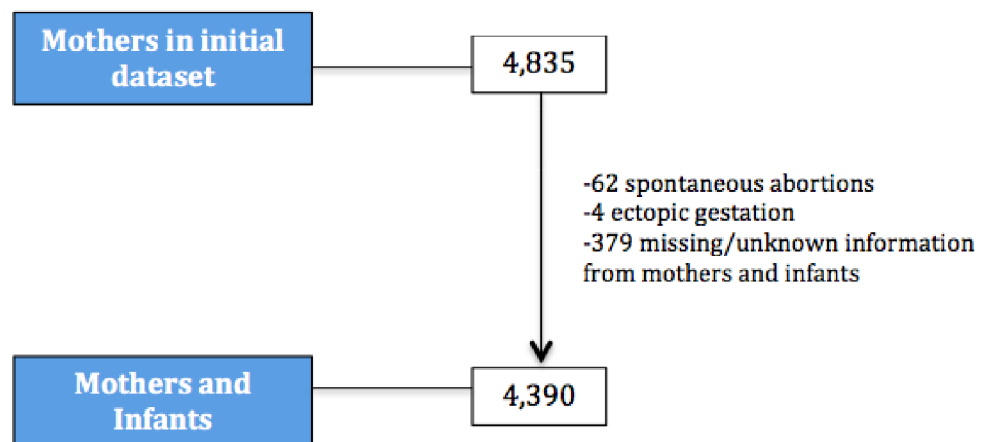 Mothers in initial
dataset
4,835
-62 spontaneous abortions
-4 ectopic gestation
-379 missing/unknown information
from mothers and infants
Mothers and
Infants
4,390